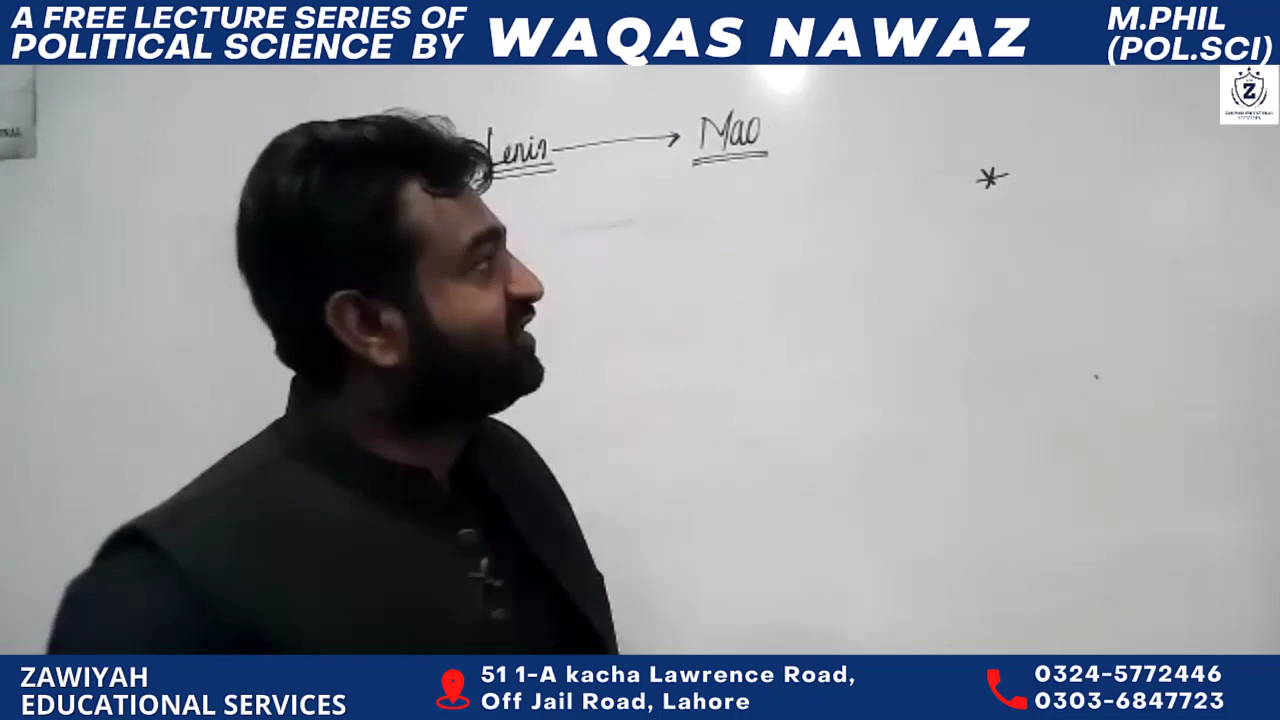 A FREE LECTURE SERIES OF
POLITICAL SCIENCE BY
WAQAS NAWAZ
M.PHIL
(POL.SCI)
Z
Lenin
Mao
ZAWIYAH
EDUCATIONAL SERVICES
51 1-A kacha Lawrence Road,
Off Jail Road, Lahore
0324-5772446
0303-6843723